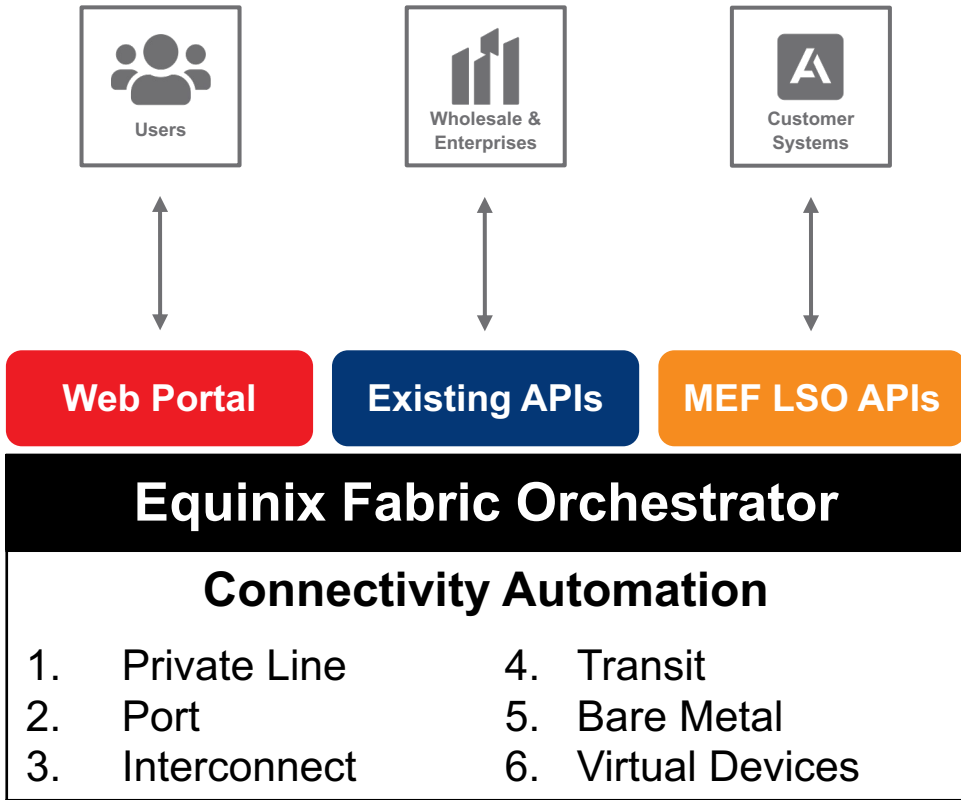 Users
Wholesale &
Enterprises
Customer
Systems
Web Portal
Existing APIs
MEF LSO APIs
Equinix Fabric Orchestrator
Connectivity Automation
1. Private Line
2. Port
3. Interconnect
4. Transit
5. Bare Metal
6. Virtual Devices